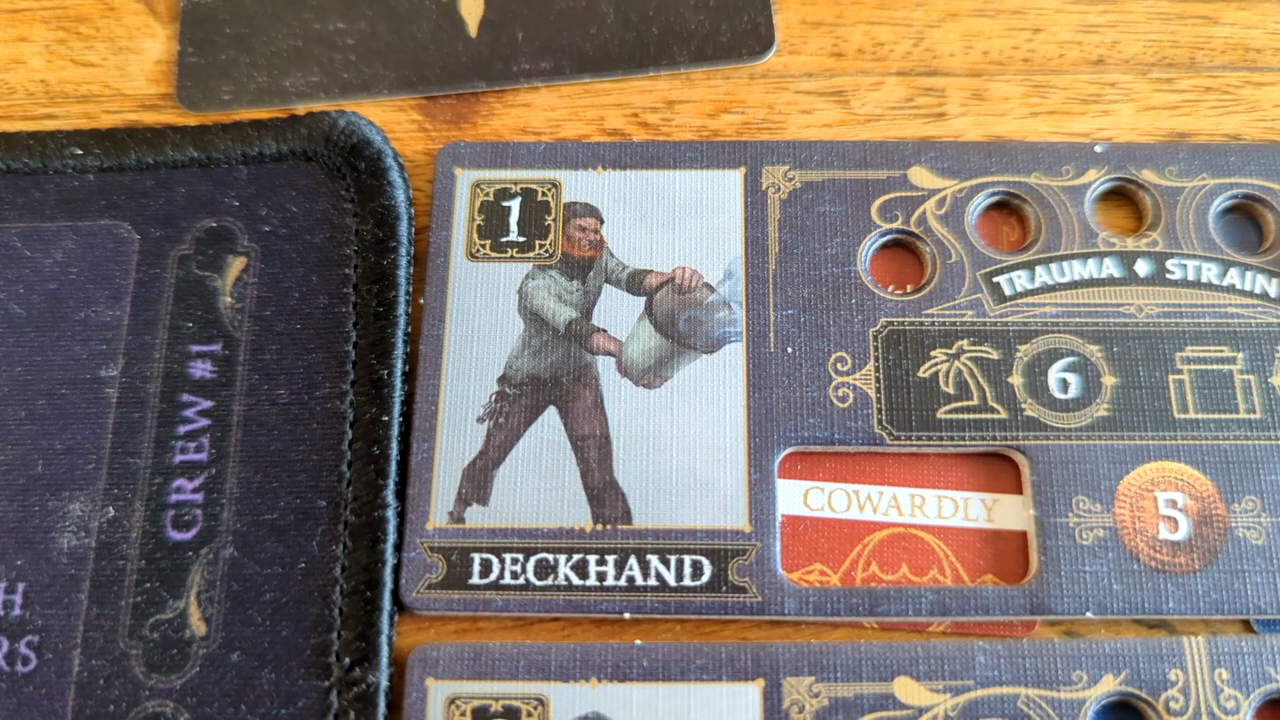 1
TRAUMA ♦ STRAIN
6
COWARDLY
5
DECKHAND
CREW #1